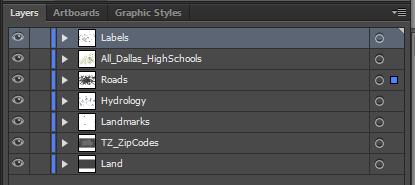 Layers Artboards Graphic Styles
Labels
All_Dallas_HighSchools
Roads
Hydrology
Landmarks
TZ_ZipCodes
Land